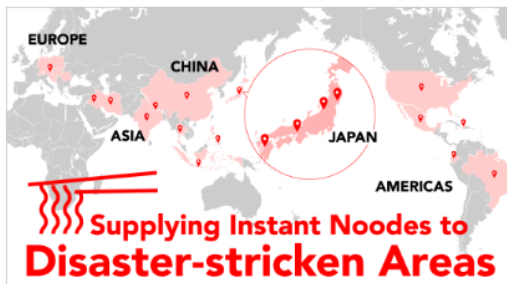 EUROPE
CHINA
ASIA
JAPAN
AMERICAS
Supplying Instant Noodes to
Disaster-stricken Areas